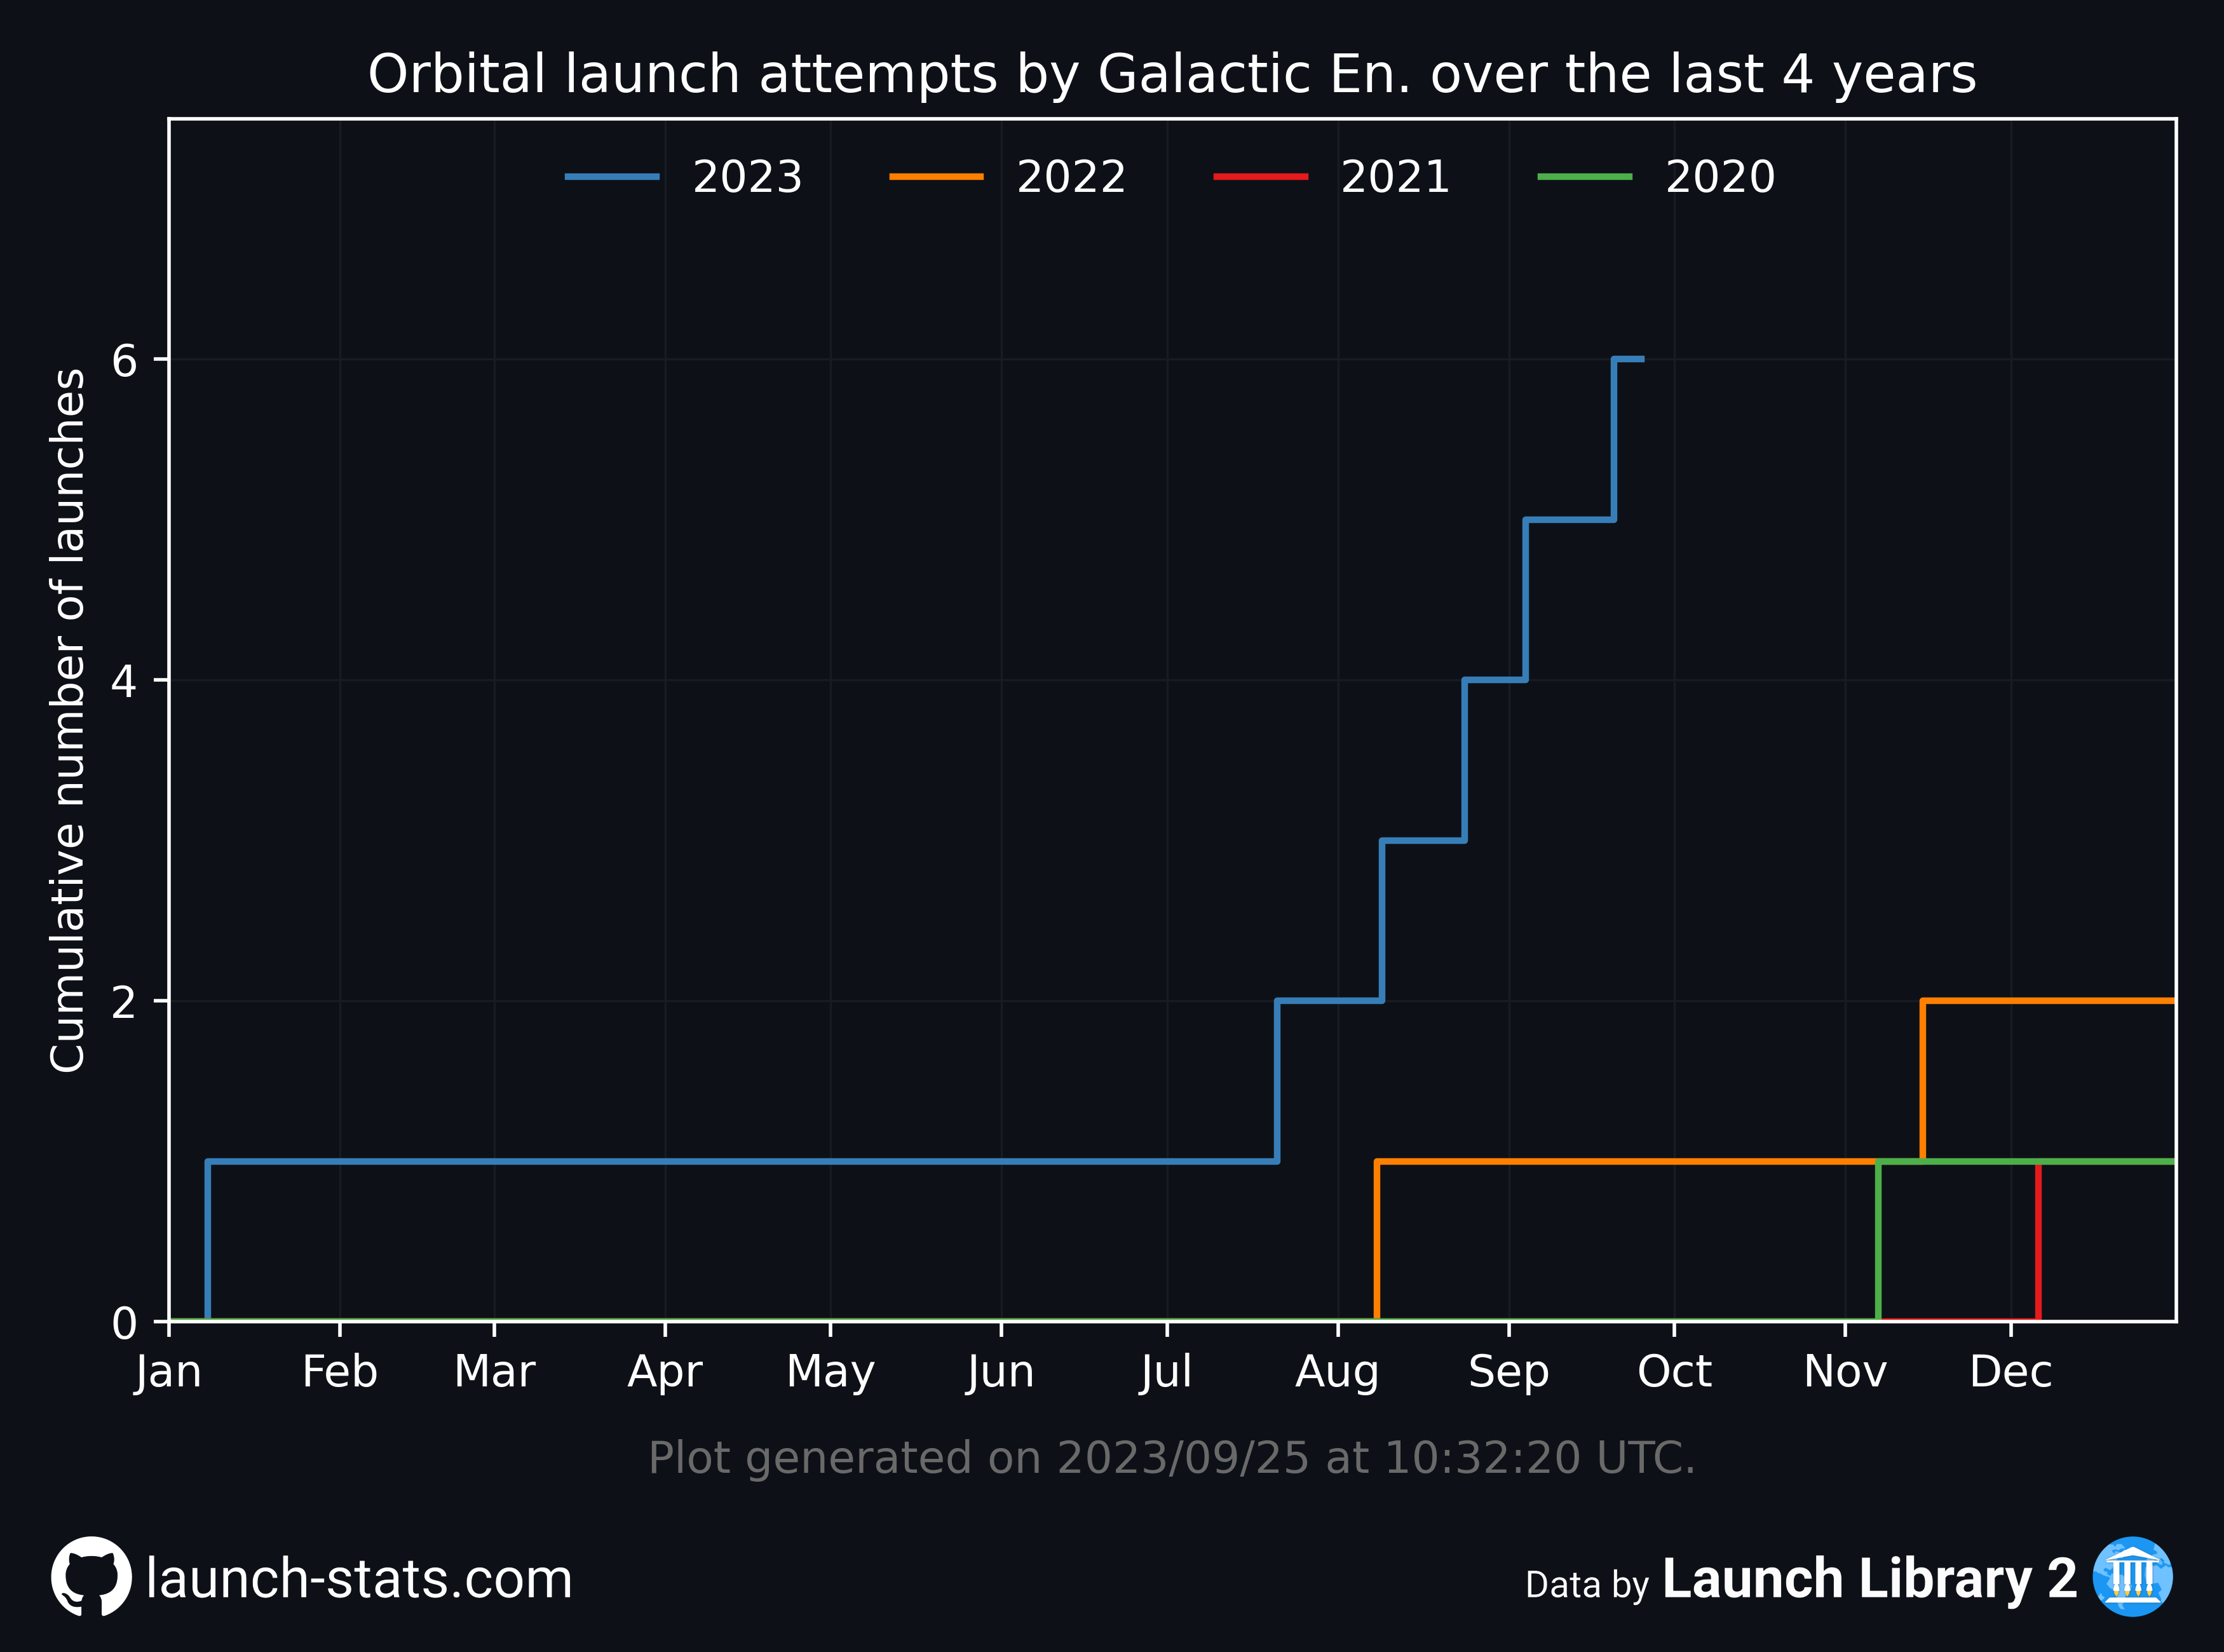 Orbital launch attempts by Galactic En. over the last 4 years
2023 2022 2021 2020
Cumulative number of launches
6
4
2
0
Jan Feb Mar Apr May Jun Jul Aug Sep Oct Nov Dec
Plot generated on 2023/09/25 at 10:32:20 UTC.
launch-stats.com
Data by Launch Library 2